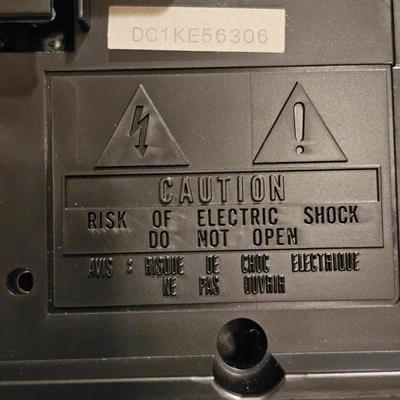 DC1KE56306
CAUTION
RISK OF ELECTRIC SHOCK
DO NOT OPEN
AVIS : RISQUE DE CHOC ELECTRIQUE
NE PAS OUVRIR